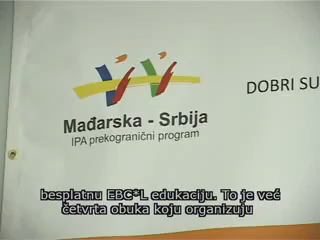 DOBRI SU
Mađarska - Srbija
IPA prekogranični program
besplatnu EBC*L edukaciju. To je već
četvrta obuka koju organizuju